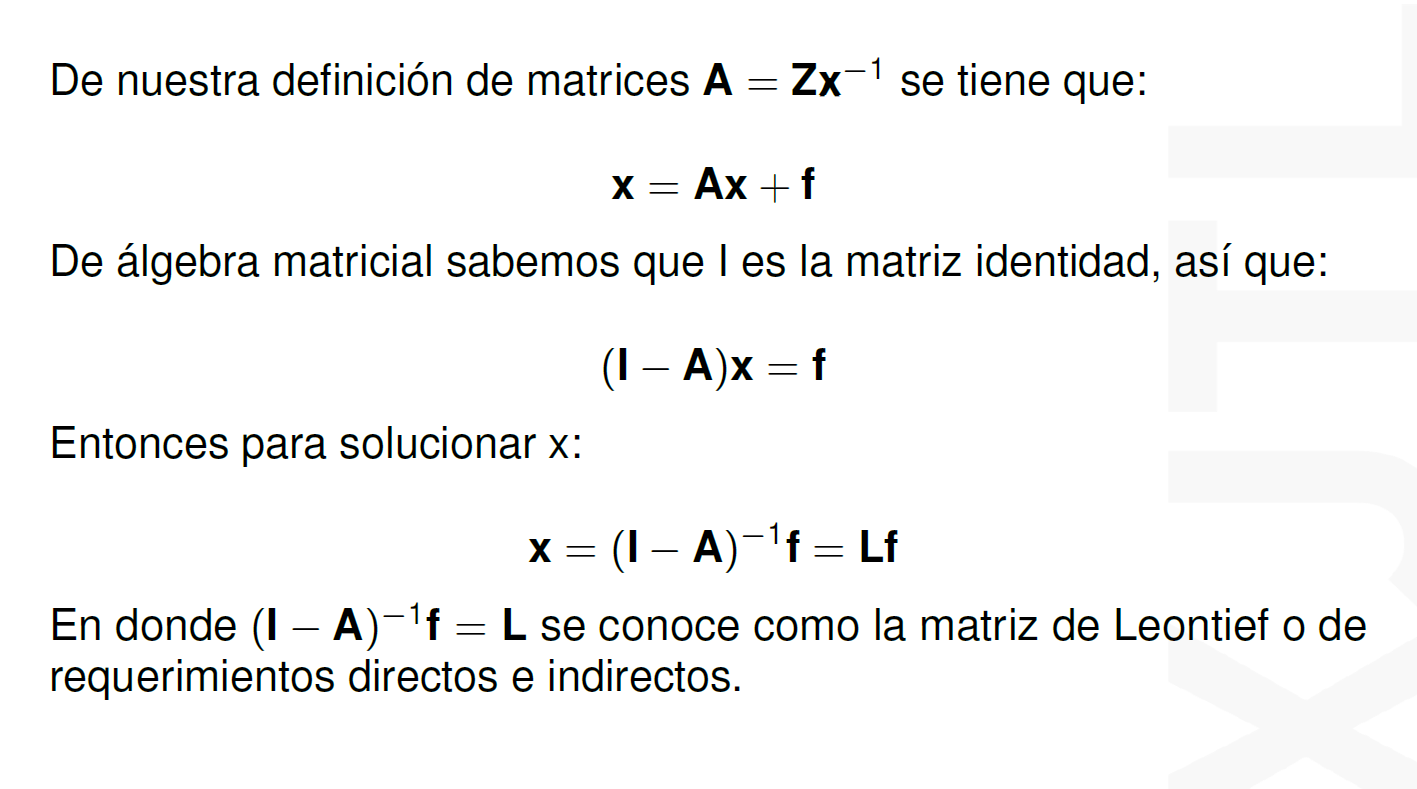 De nuestra definición de matrices A = Zx⁻¹ se tiene que:
x = Ax + f
De álgebra matricial sabemos que I es la matriz identidad, así que:
(I − A)x = f
Entonces para solucionar x:
x = (I − A)⁻¹f = Lf
En donde (I − A)⁻¹f = L se conoce como la matriz de Leontief o de
requerimientos directos e indirectos.